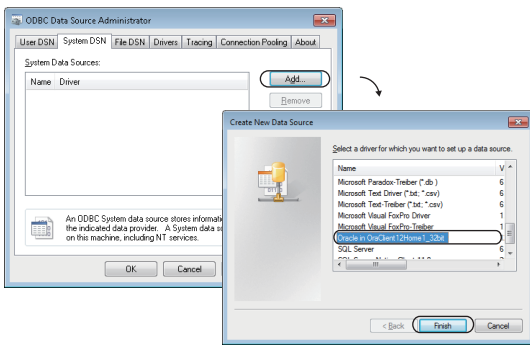 ODBC Data Source Administrator
User DSN System DSN File DSN Drivers Tracing Connection Pooling About
System Data Sources:
Name Driver
Add...
Remove
An ODBC System data source stores informati
the indicated data provider. A System data s
on this machine, including NT services.
OK Cancel
Create New Data Source
Select a driver for which you want to set up a data source.
Name V
Microsoft Paradox-Treiber (*.db ) 6
Microsoft Text Driver (*.txt; *.csv) 6
Microsoft Text-Treiber (*.txt; *.csv) 6
Microsoft Visual FoxPro Driver 1
Microsoft Visual FoxPro-Treiber 1
Oracle in OraClient12Home1_32bit
SQL Server 6
< Back Finish Cancel